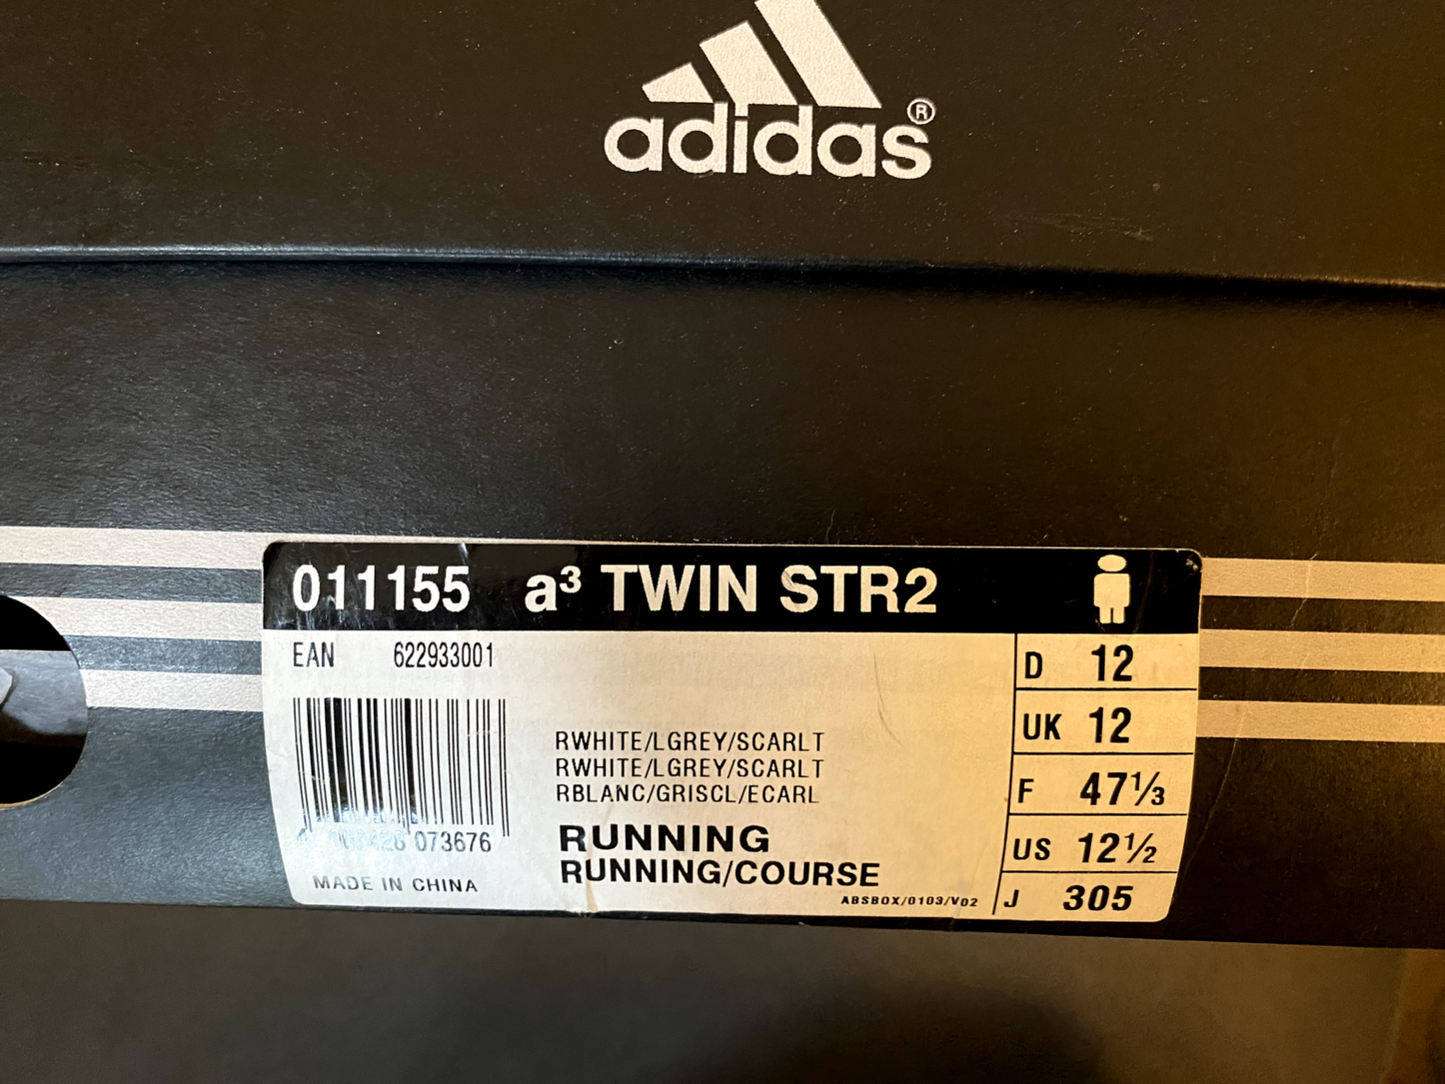 adidas®
011155 a³ TWIN STR2
EAN 622933001
D 12
UK 12
F 47⅓
US 12½
J 305
RWHITE/LGREY/SCARLT
RWHITE/LGREY/SCARLT
RBLANC/GRISCL/ECARL
RUNNING
RUNNING/COURSE
073676
MADE IN CHINA
ABSBOX/0103/V02